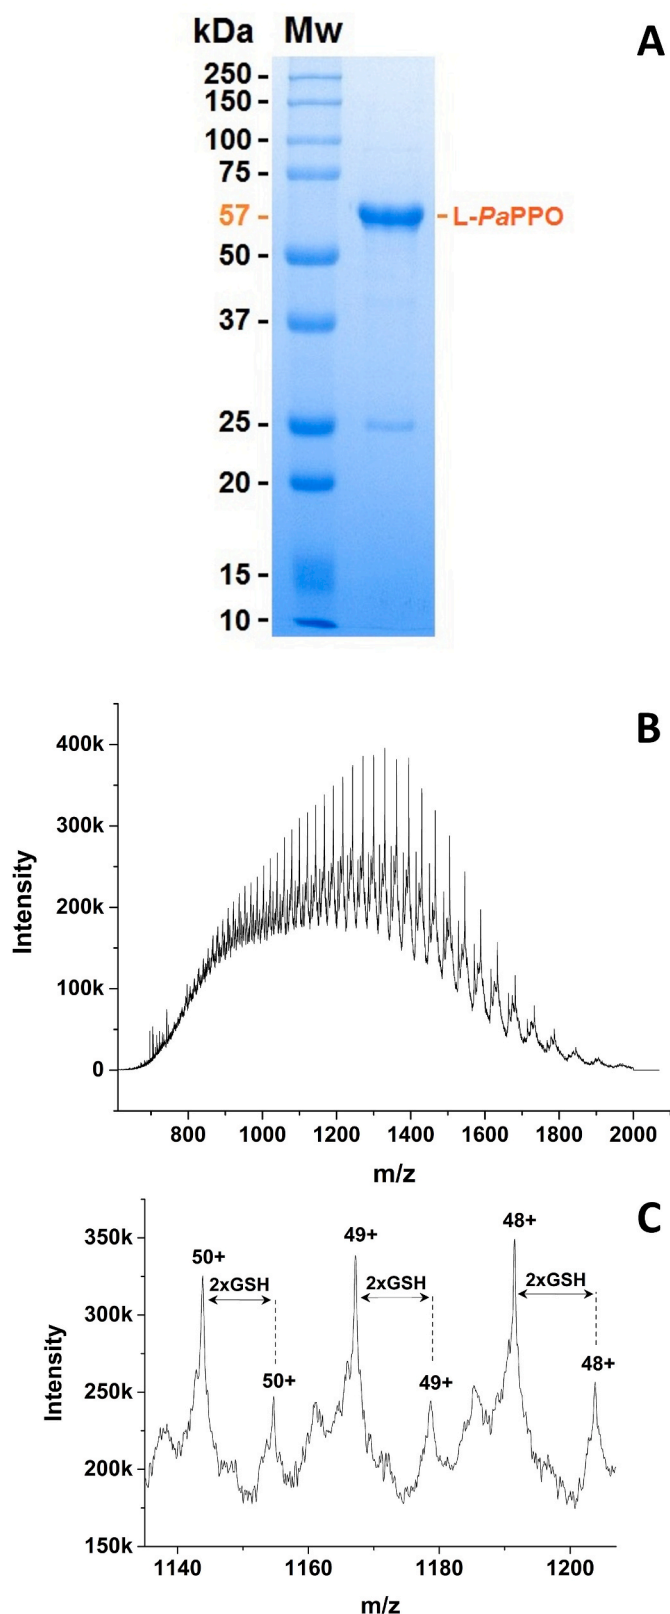 kDa Mw A
250 -
150 -
100 -
75 -
57 - - L-PaPPO
50 -
37 -
25 -
20 -
15 -
10 -
B
400k
300k
200k
100k
0
Intensity
800 1000 1200 1400 1600 1800 2000
m/z
C
350k
300k
250k
200k
150k
Intensity
50+ 49+ 48+
2xGSH 2xGSH 2xGSH
50+ 49+ 48+
1140 1160 1180 1200
m/z